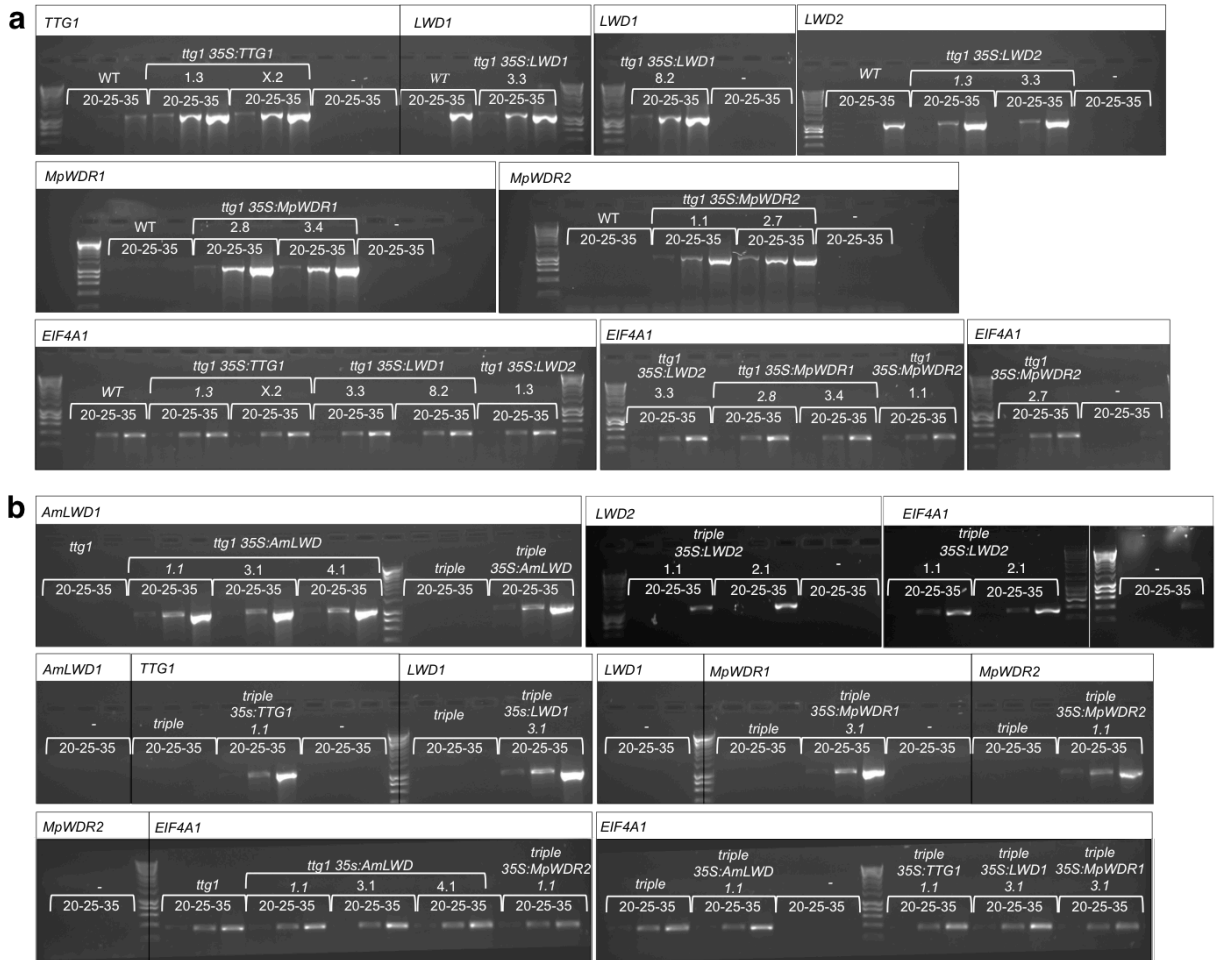 a
TTG1 LWD1 LWD1 LWD2
ttg1 35S:TTG1 ttg1 35S:LWD1 ttg1 35S:LWD1 ttg1 35S:LWD2
WT 1.3 X.2 - WT 3.3 8.2 - WT 1.3 3.3 -
20-25-35 20-25-35 20-25-35 20-25-35 20-25-35 20-25-35 20-25-35 20-25-35 20-25-35 20-25-35 20-25-35 20-25-35
MpWDR1 MpWDR2
ttg1 35S:MpWDR1 ttg1 35S:MpWDR2
WT 2.8 3.4 - WT 1.1 2.7 -
20-25-35 20-25-35 20-25-35 20-25-35 20-25-35 20-25-35 20-25-35 20-25-35
EIF4A1 EIF4A1 EIF4A1
ttg1 ttg1 ttg1
ttg1 35S:TTG1 ttg1 35S:LWD1 ttg1 35S:LWD2 35S:LWD2 ttg1 35S:MpWDR1 35S:MpWDR2 35S:MpWDR2
WT 1.3 X.2 3.3 8.2 1.3 3.3 2.8 3.4 1.1 2.7 -
20-25-35 20-25-35 20-25-35 20-25-35 20-25-35 20-25-35 20-25-35 20-25-35 20-25-35 20-25-35 20-25-35 20-25-35
b
AmLWD1 LWD2 EIF4A1
triple triple
ttg1 ttg1 35S:AmLWD triple 35S:LWD2 35S:LWD2
1.1 3.1 4.1 triple 35S:AmLWD 1.1 2.1 - 1.1 2.1 -
20-25-35 20-25-35 20-25-35 20-25-35 20-25-35 20-25-35 20-25-35 20-25-35 20-25-35 20-25-35 20-25-35 20-25-35
AmLWD1 TTG1 LWD1 LWD1 MpWDR1 MpWDR2
triple triple triple triple
35s:TTG1 35s:LWD1 35S:MpWDR1 35S:MpWDR2
- triple 1.1 - triple 3.1 - triple 3.1 - triple 1.1
20-25-35 20-25-35 20-25-35 20-25-35 20-25-35 20-25-35 20-25-35 20-25-35 20-25-35 20-25-35 20-25-35 20-25-35
MpWDR2 EIF4A1 EIF4A1
triple triple triple triple triple
ttg1 35s:AmLWD 35S:MpWDR2 35S:AmLWD 35S:TTG1 35S:LWD1 35S:MpWDR1
- ttg1 1.1 3.1 4.1 1.1 triple 1.1 - 1.1 3.1 3.1
20-25-35 20-25-35 20-25-35 20-25-35 20-25-35 20-25-35 20-25-35 20-25-35 20-25-35 20-25-35 20-25-35 20-25-35